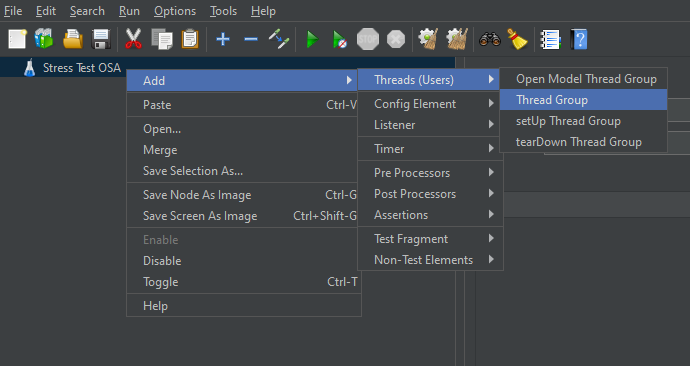 File Edit Search Run Options Tools Help
Stress Test OSA
Add
Paste Ctrl-V
Open...
Merge
Save Selection As...
Save Node As Image Ctrl-G
Save Screen As Image Ctrl+Shift-G
Enable
Disable
Toggle Ctrl-T
Help
Threads (Users)
Config Element
Listener
Timer
Pre Processors
Post Processors
Assertions
Test Fragment
Non-Test Elements
Open Model Thread Group
Thread Group
setUp Thread Group
tearDown Thread Group